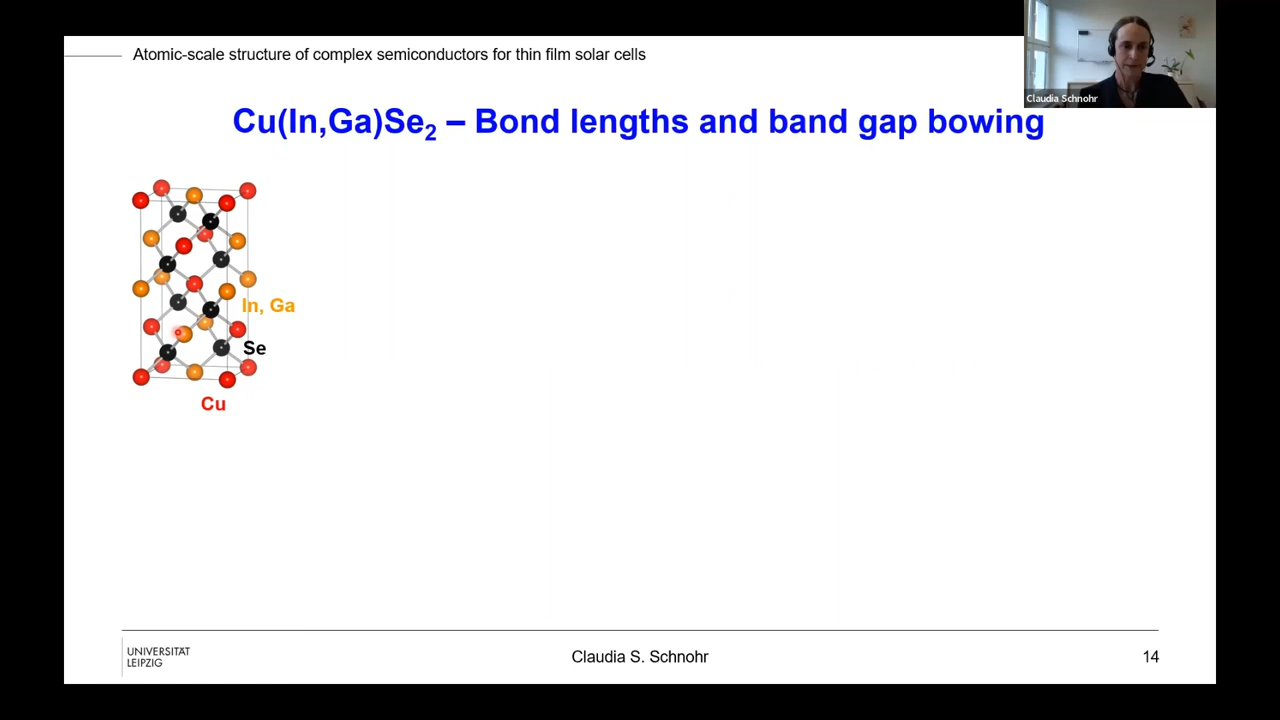 Atomic-scale structure of complex semiconductors for thin film solar cells
Claudia Schnohr
Cu(In,Ga)Se2 – Bond lengths and band gap bowing
In, Ga
Se
Cu
UNIVERSITÄT
LEIPZIG
Claudia S. Schnohr
14